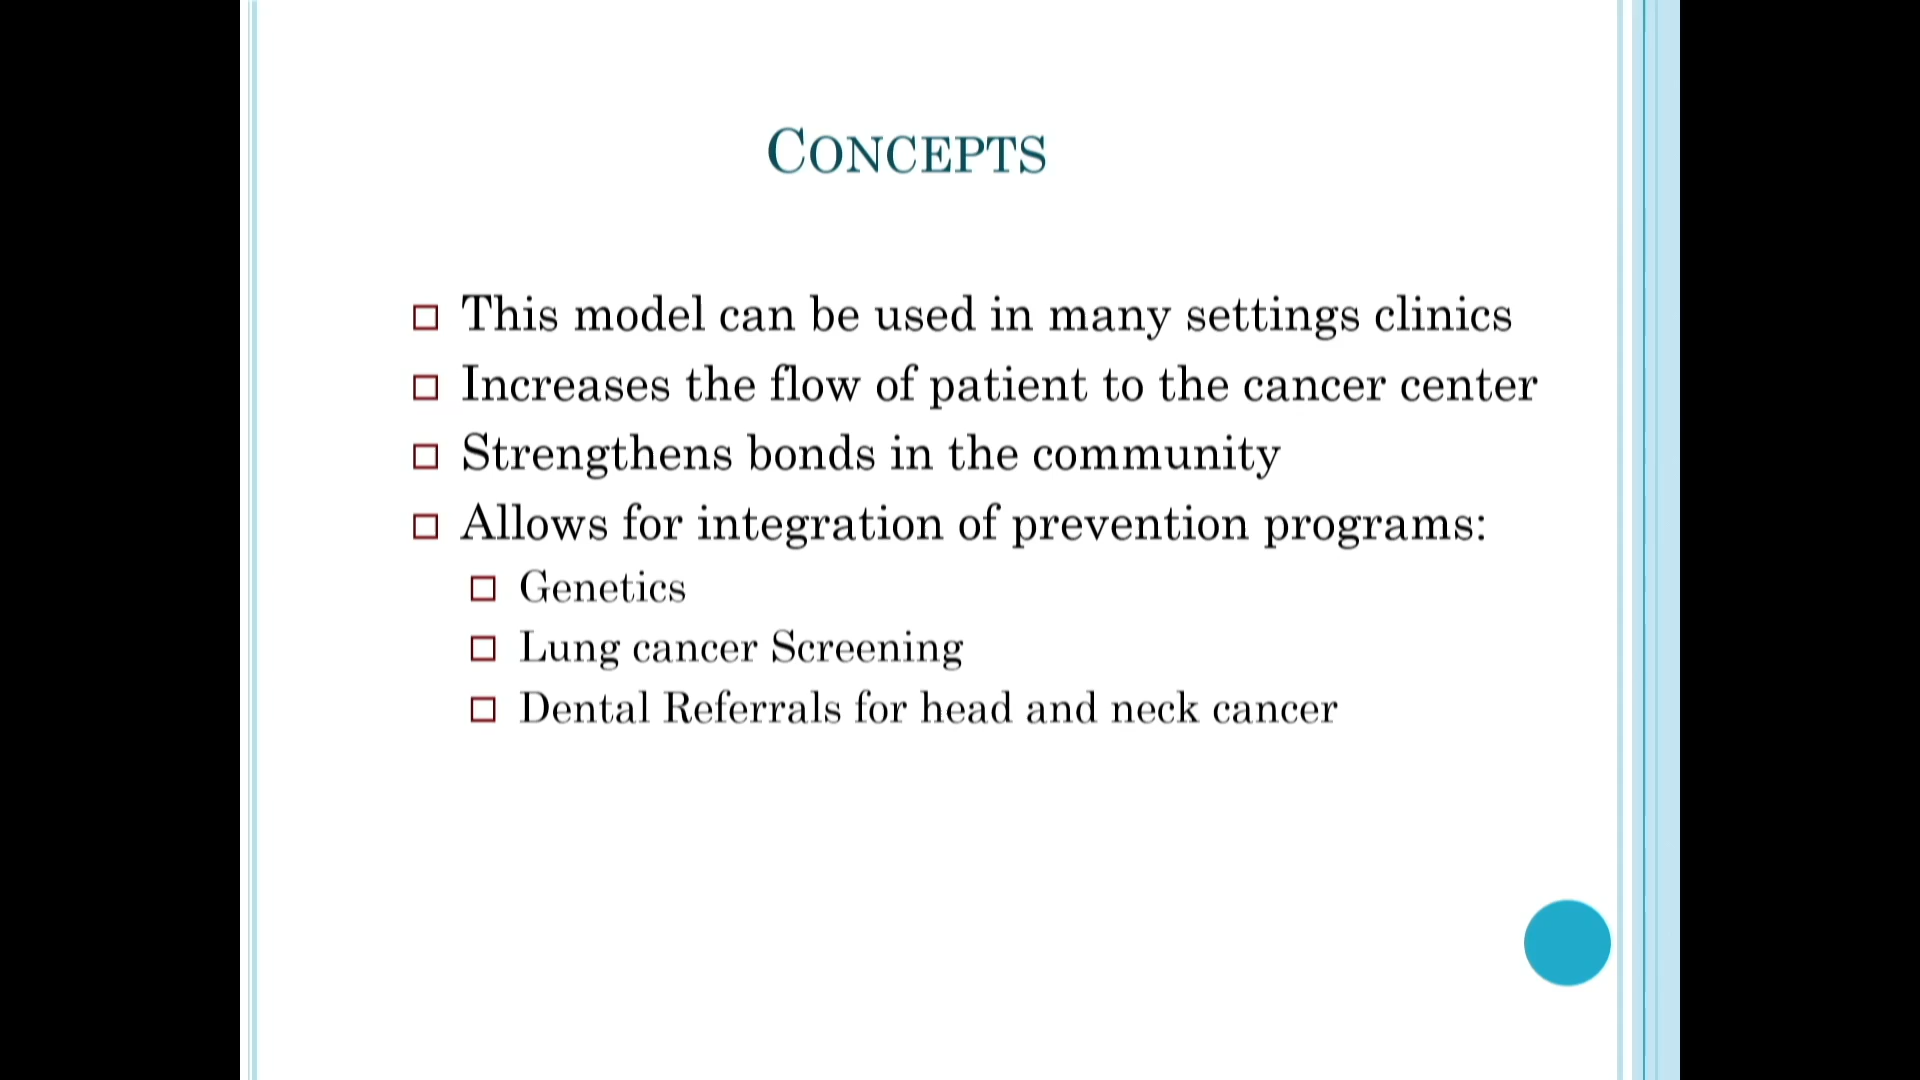 Concepts
This model can be used in many settings clinics
Increases the flow of patient to the cancer center
Strengthens bonds in the community
Allows for integration of prevention programs:
Genetics
Lung cancer Screening
Dental Referrals for head and neck cancer